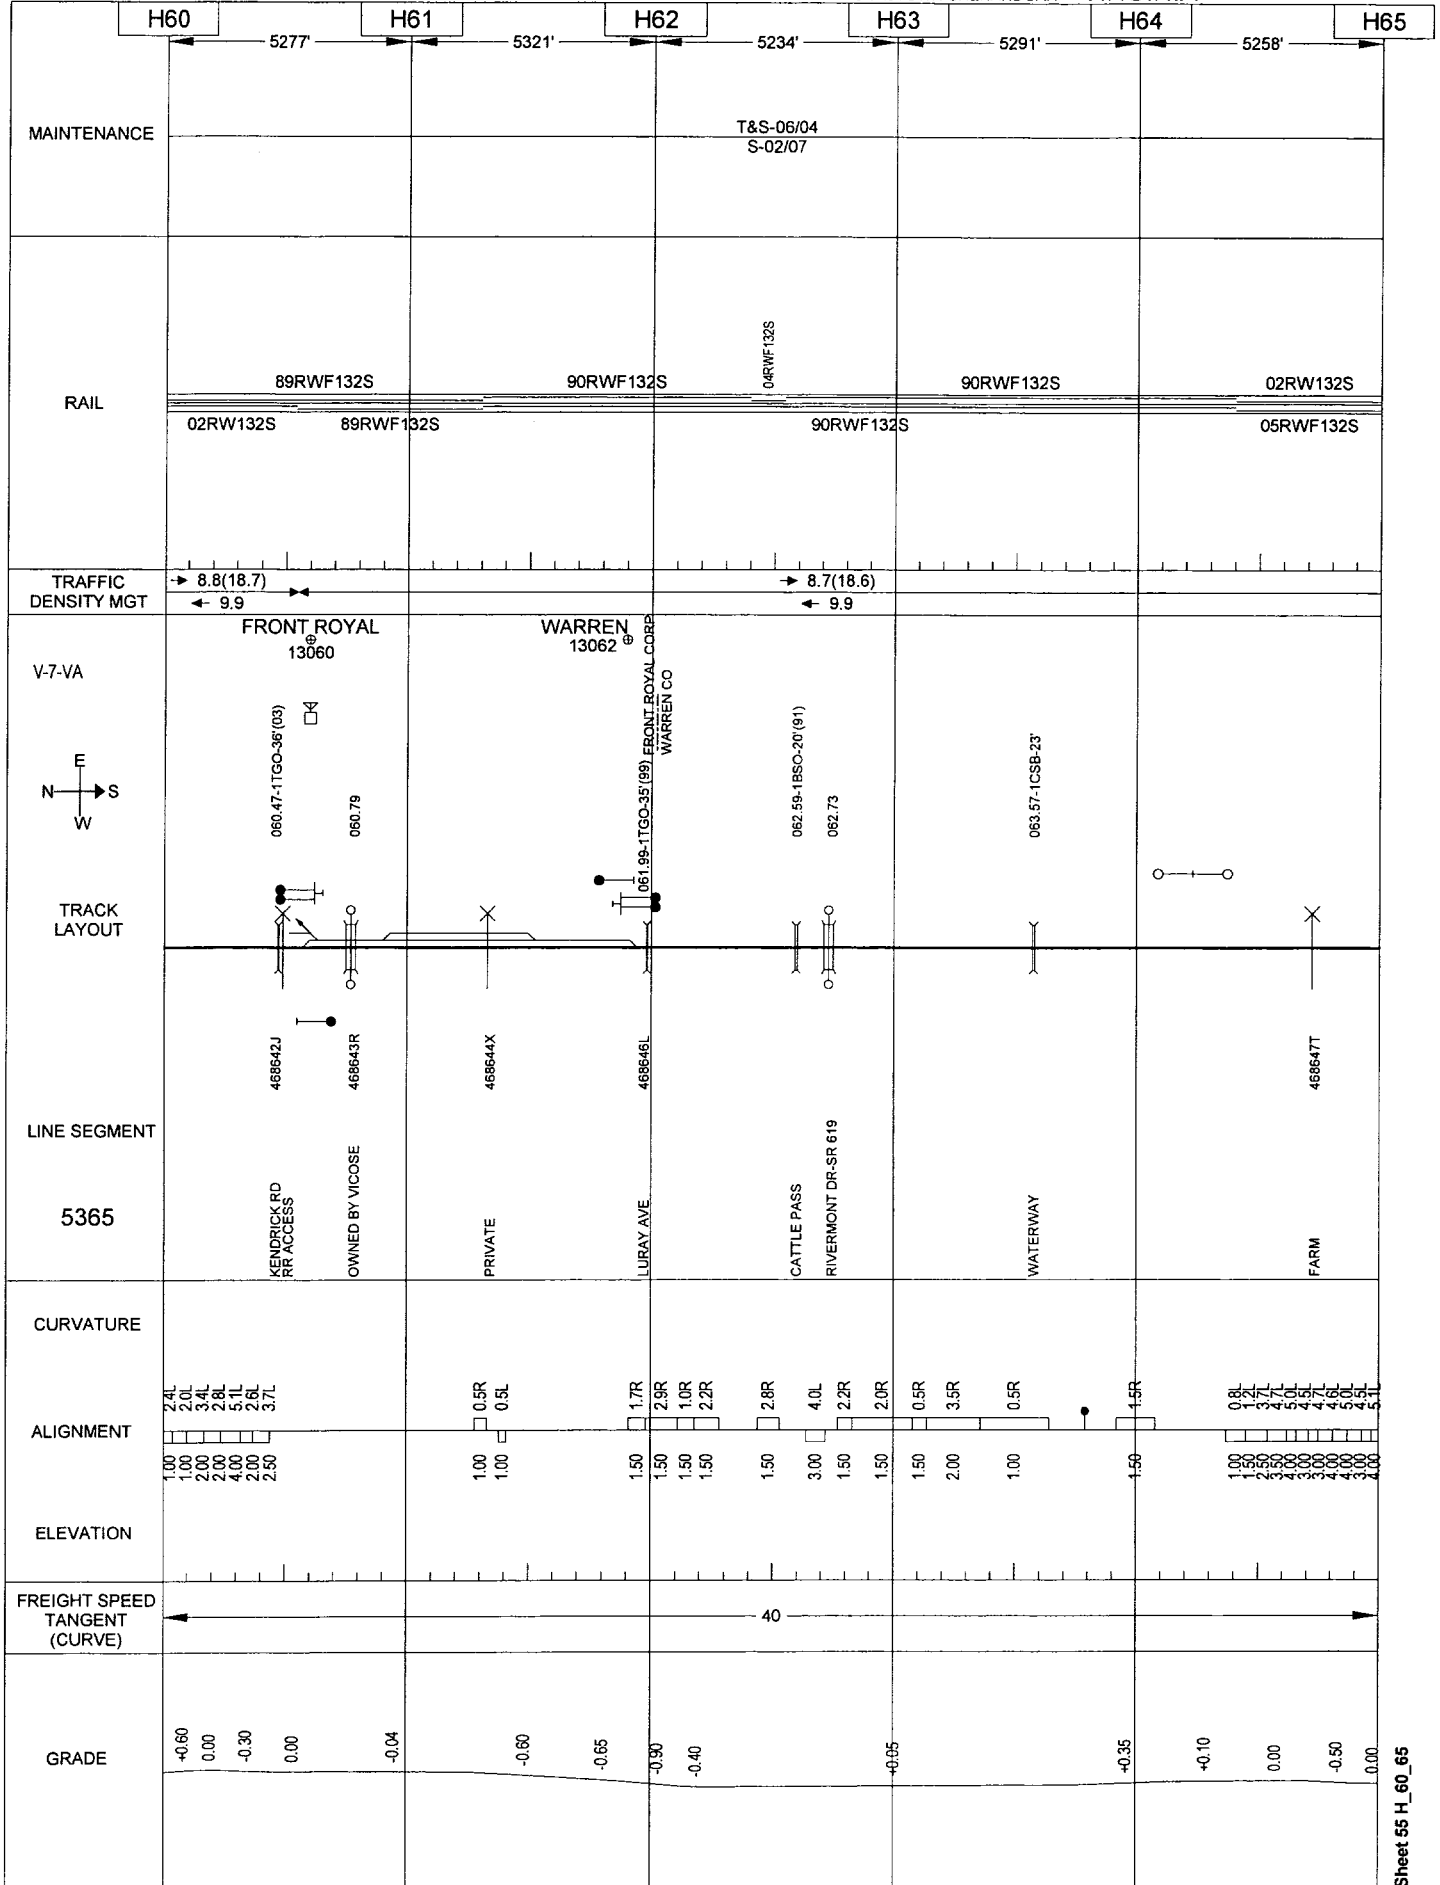 H60
H61
H62
H63
H64
H65
5277'
5321'
5234'
5291'
5258'
MAINTENANCE
T&S-06/04
S-02/07
RAIL
04RWF132S
89RWF132S
90RWF132S
90RWF132S
02RW132S
02RW132S
89RWF132S
90RWF132S
05RWF132S
TRAFFIC
DENSITY MGT
8.8(18.7)
9.9
8.7(18.6)
9.9
FRONT ROYAL
13060
WARREN
13062
V-7-VA
E
N
S
W
060.47-1TGO-36'(03)
060.79
061.99-1TGO-35'(99)
FRONT ROYAL CORP
WARREN CO
062.59-1BSO-20'(91)
062.73
063.57-1CSB-23'
TRACK
LAYOUT
468642J
468643R
468644X
468646L
468647T
LINE SEGMENT
5365
KENDRICK RD
RR ACCESS
OWNED BY VICOSE
PRIVATE
LURAY AVE
CATTLE PASS
RIVERMONT DR-SR 619
WATERWAY
FARM
CURVATURE
2.4L
2.0L
3.4L
2.8L
5.1L
2.6L
3.7L
0.5R
0.5L
1.7R
2.9R
1.0R
2.2R
2.8R
4.0L
2.2R
2.0R
0.5R
3.5R
0.5R
1.5R
0.8L
1.2L
3.7L
4.7L
5.0L
4.5L
4.7L
4.6L
5.0L
4.5L
5.1L
ALIGNMENT
1.00
1.00
2.00
2.00
4.00
2.00
2.50
1.00
1.00
1.50
1.50
1.50
1.50
1.50
3.00
1.50
1.50
1.50
2.00
1.00
1.50
1.00
1.50
2.50
3.50
4.00
3.00
3.00
4.00
4.00
3.00
4.00
ELEVATION
FREIGHT SPEED
TANGENT
(CURVE)
40
GRADE
+0.60
0.00
-0.30
0.00
-0.04
-0.60
-0.65
-0.90
-0.40
+0.05
+0.35
+0.10
0.00
-0.50
0.00
Sheet 55 H_60_65